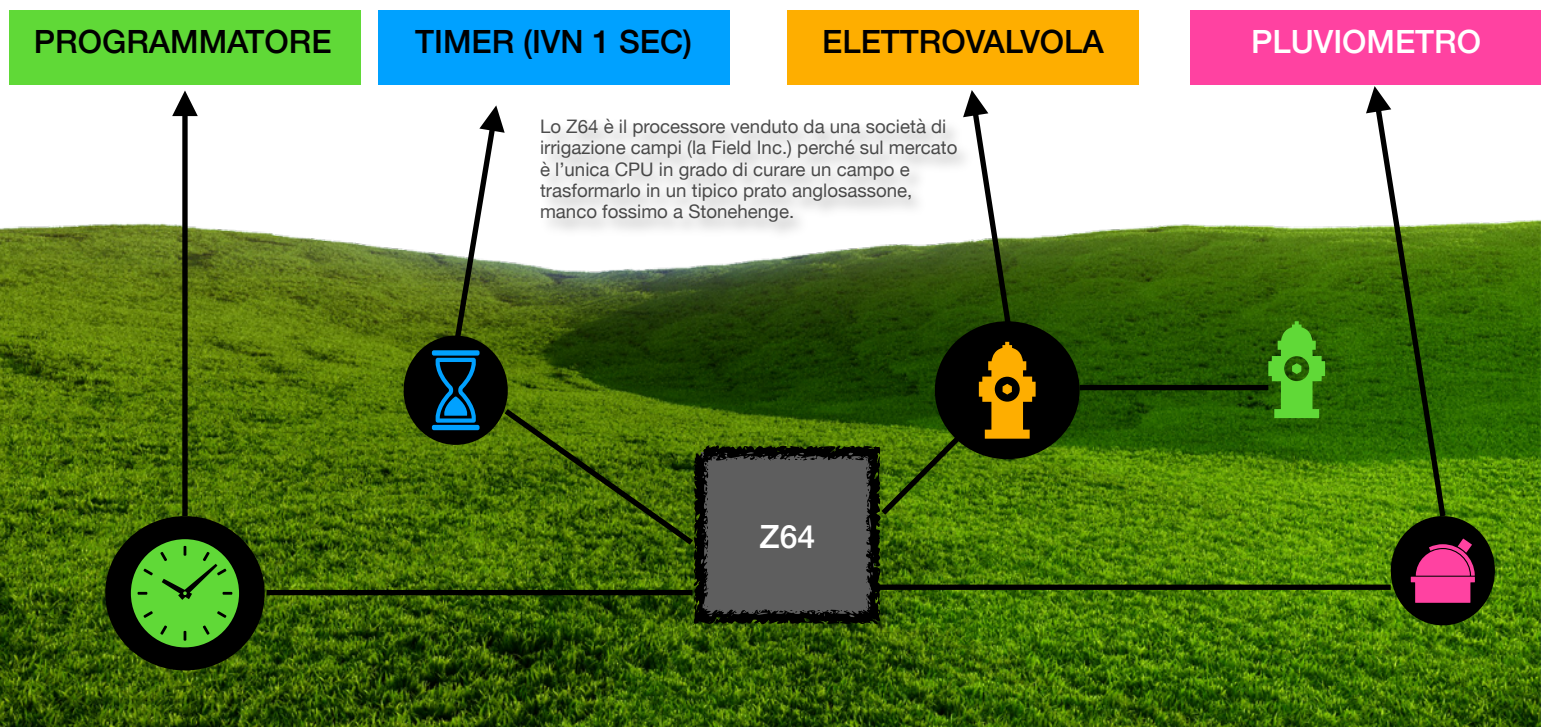 PROGRAMMATORE
TIMER (IVN 1 SEC)
ELETTROVALVOLA
PLUVIOMETRO
Lo Z64 è il processore venduto da una società di
irrigazione campi (la Field Inc.) perché sul mercato
è l’unica CPU in grado di curare un campo e
trasformarlo in un tipico prato anglosassone,
manco fossimo a Stonehenge.
Z64